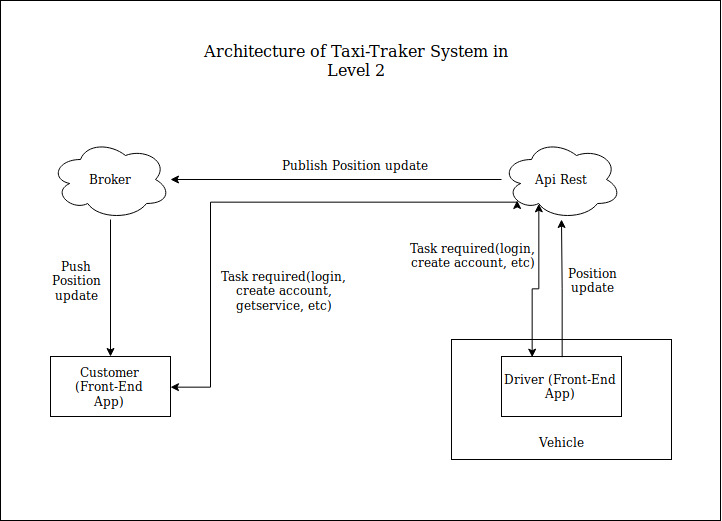 Architecture of Taxi-Traker System in
Level 2
Publish Position update
Broker
Api Rest
Task required(login,
create account, etc)
Push
Position
update
Task required(login,
create account,
getservice, etc)
Position
update
Customer
(Front-End
App)
Driver (Front-End
App)
Vehicle